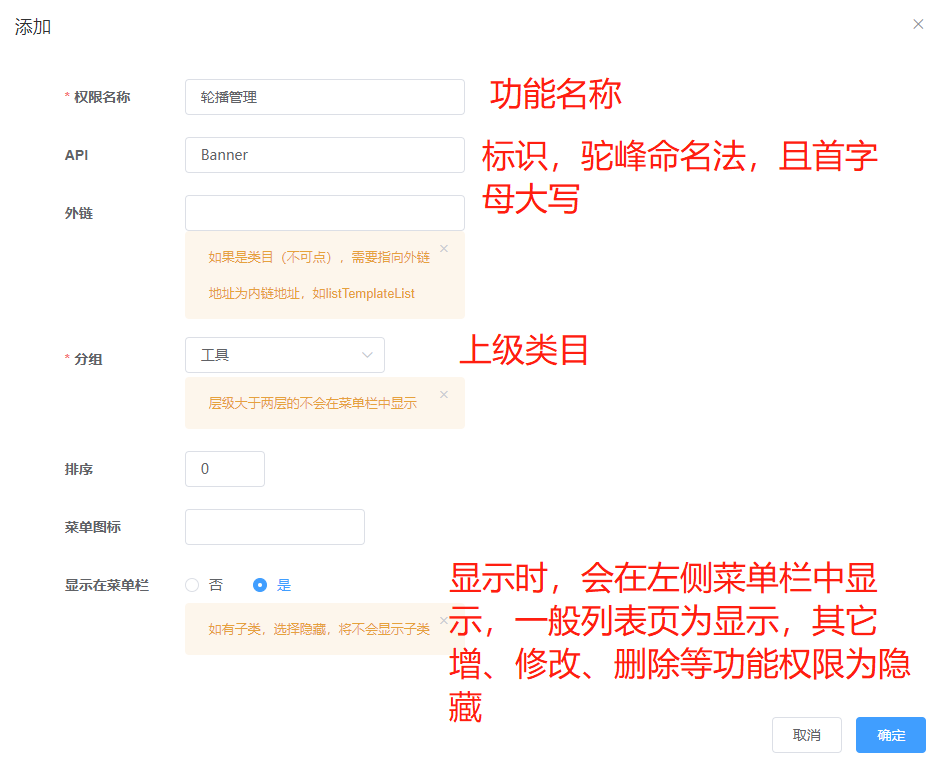 添加
* 权限名称
轮播管理
功能名称
API
Banner
标识，驼峰命名法，且首字
母大写
外链
如果是类目（不可点），需要指向外链
地址为内链地址，如listTemplateList
* 分组
工具
上级类目
层级大于两层的不会在菜单栏中显示
排序
0
菜单图标
显示在菜单栏
否
是
如有子类，选择隐藏，将不会显示子类
显示时，会在左侧菜单栏中显
示，一般列表页为显示，其它
增、修改、删除等功能权限为隐
藏
取消
确定